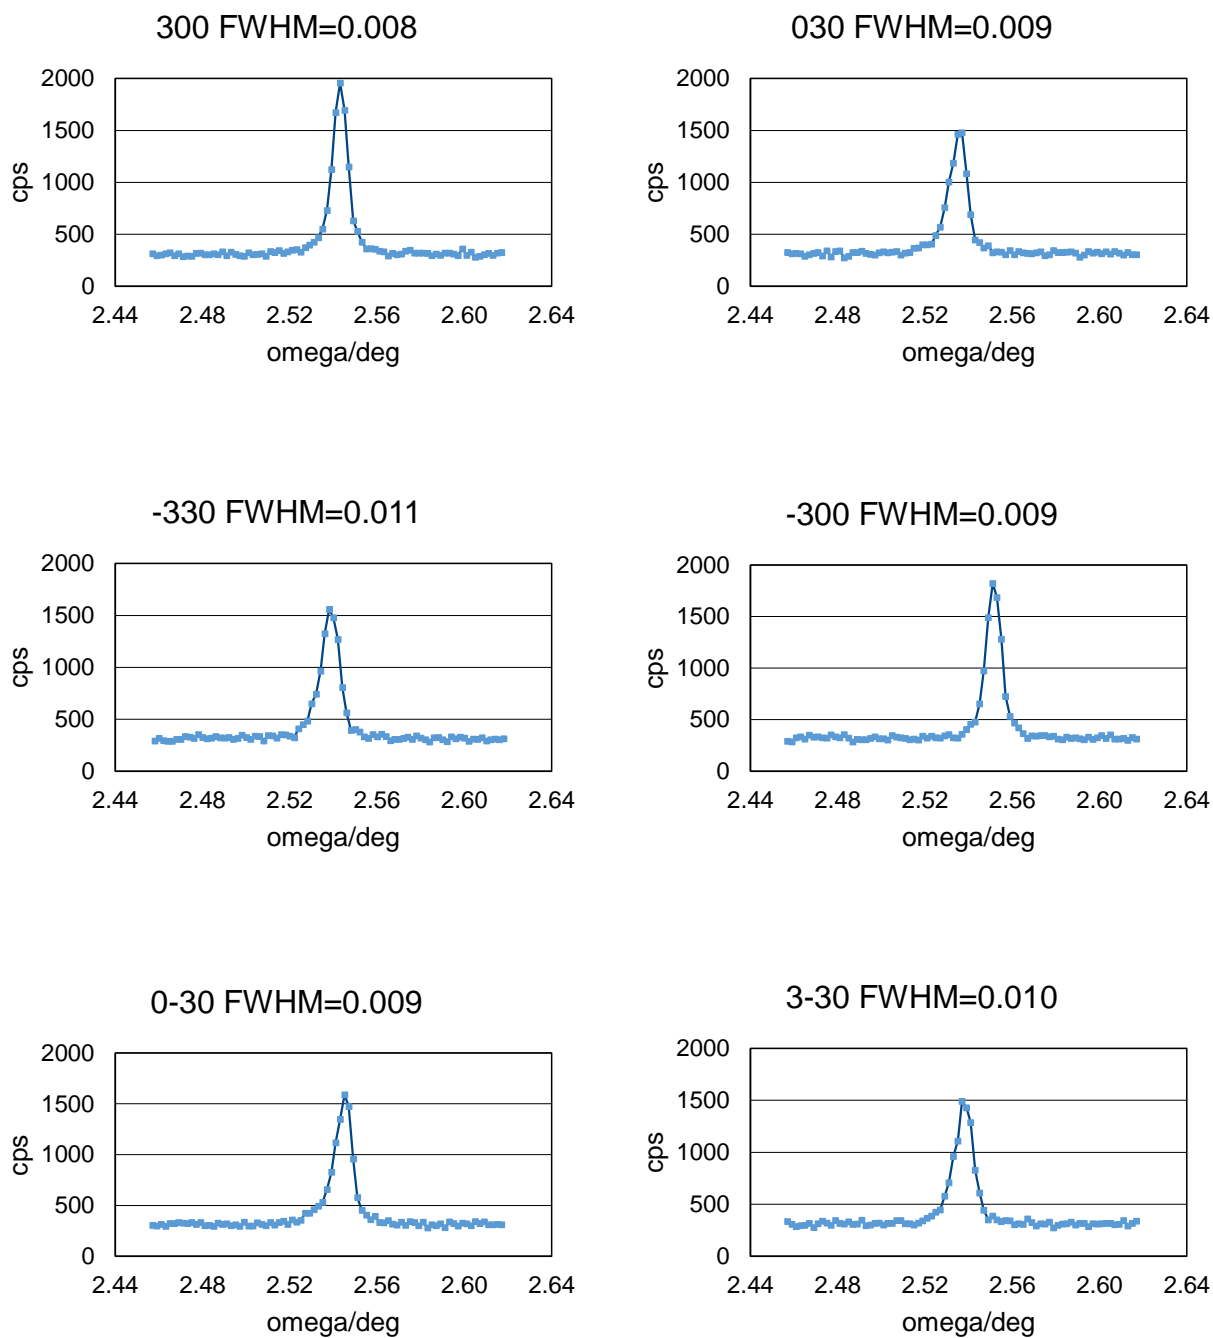 300 FWHM=0.008
2000
1500
1000
500
0
cps
2.44 2.48 2.52 2.56 2.60 2.64
omega/deg
030 FWHM=0.009
2000
1500
1000
500
0
cps
2.44 2.48 2.52 2.56 2.60 2.64
omega/deg
-330 FWHM=0.011
2000
1500
1000
500
0
cps
2.44 2.48 2.52 2.56 2.60 2.64
omega/deg
-300 FWHM=0.009
2000
1500
1000
500
0
cps
2.44 2.48 2.52 2.56 2.60 2.64
omega/deg
0-30 FWHM=0.009
2000
1500
1000
500
0
cps
2.44 2.48 2.52 2.56 2.60 2.64
omega/deg
3-30 FWHM=0.010
2000
1500
1000
500
0
cps
2.44 2.48 2.52 2.56 2.60 2.64
omega/deg